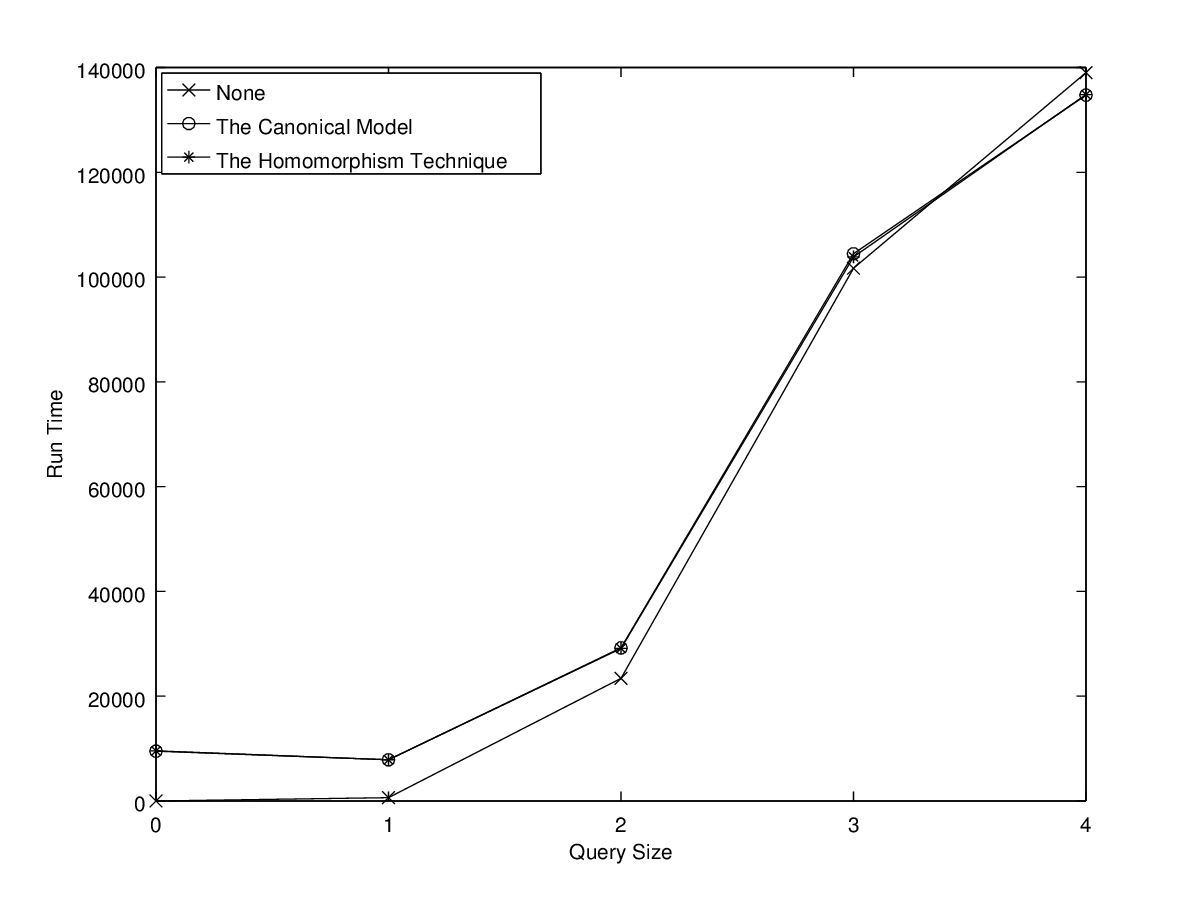 140000
120000
100000
80000
60000
40000
20000
0
Run Time
None
The Canonical Model
The Homomorphism Technique
0 1 2 3 4
Query Size